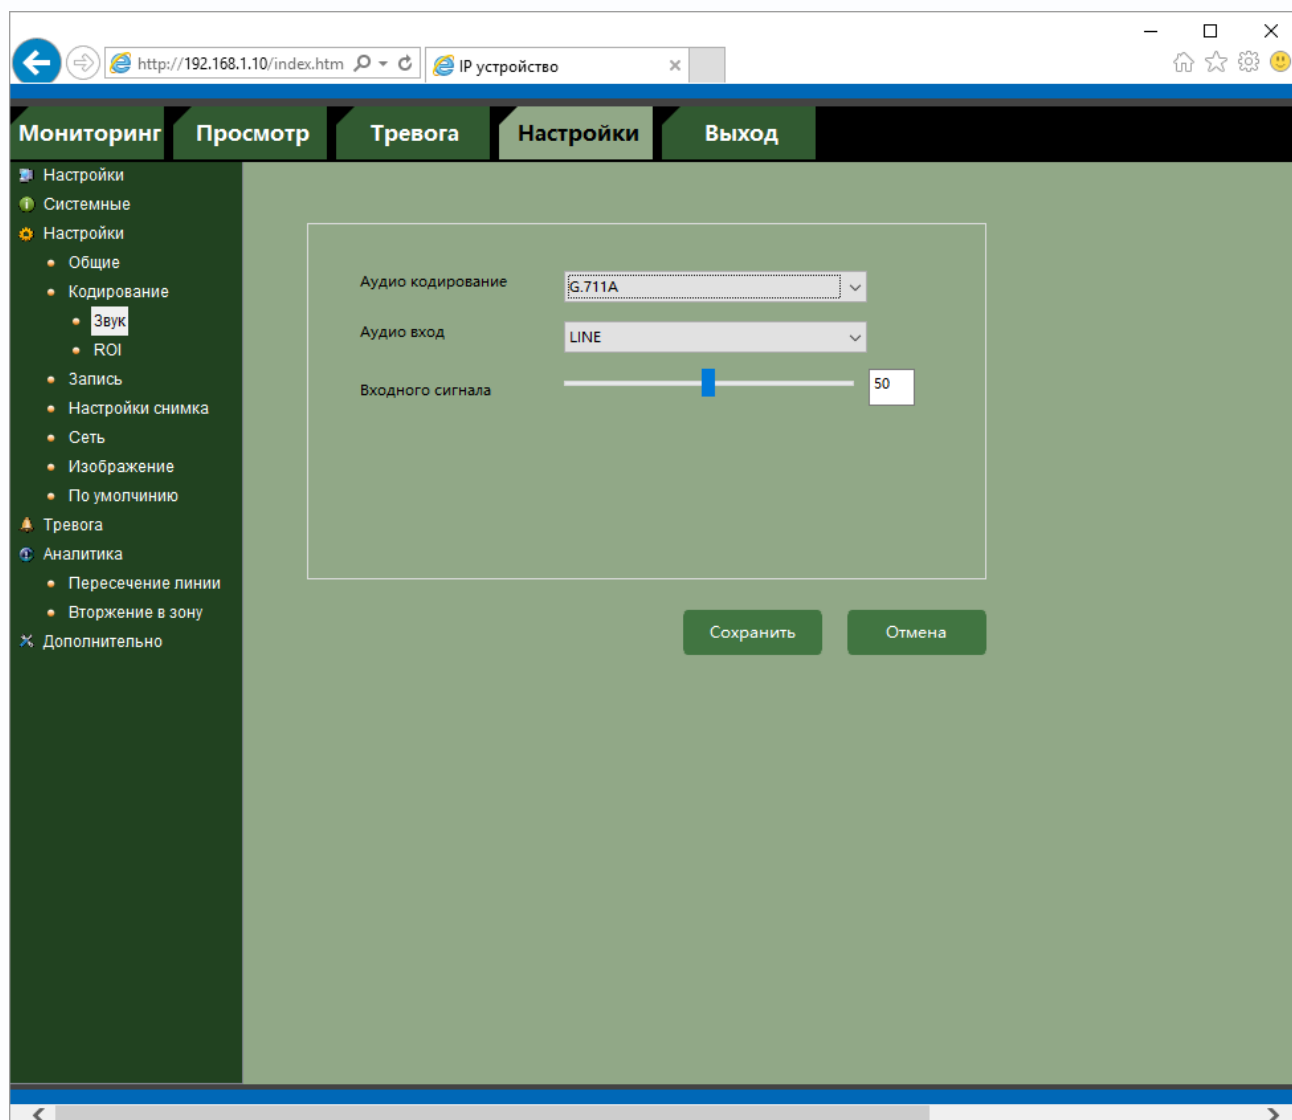 http://192.168.1.10/index.htm
IP устройство
Мониторинг Просмотр Тревога Настройки Выход
Настройки
Системные
Настройки
Общие
Кодирование
Звук
ROI
Запись
Настройки снимка
Сеть
Изображение
По умолчинию
Тревога
Аналитика
Пересечение линии
Вторжение в зону
Дополнительно
Аудио кодирование G.711A
Аудио вход LINE
Входного сигнала 50
Сохранить Отмена